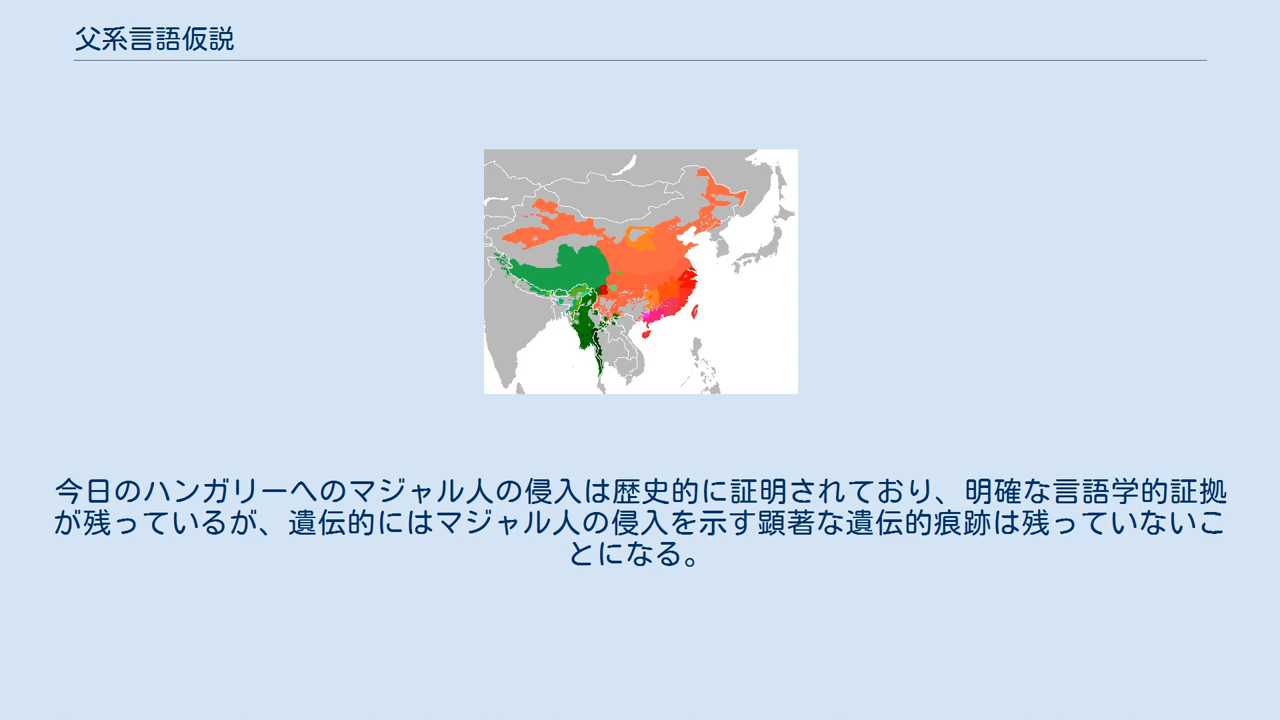 父系言語仮説
今日のハンガリーへのマジャル人の侵入は歴史的に証明されており、明確な言語学的証拠
が残っているが、遺伝的にはマジャル人の侵入を示す顕著な遺伝的痕跡は残っていないこ
とになる。